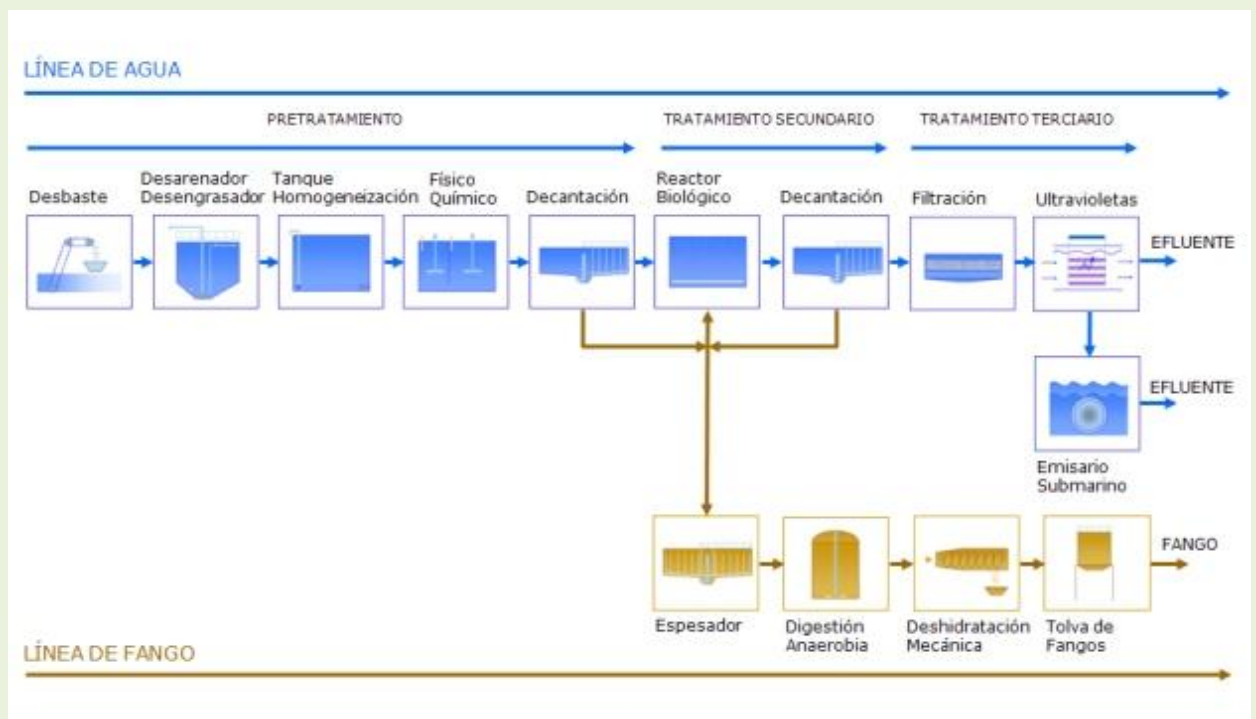 LÍNEA DE AGUA
PRETRATAMIENTO
TRATAMIENTO SECUNDARIO
TRATAMIENTO TERCIARIO
Desbaste
Desarenador
Desengrasador
Tanque
Homogeneización
Físico
Químico
Decantación
Reactor
Biológico
Decantación
Filtración
Ultravioletas
EFLUENTE
EFLUENTE
Emisario
Submarino
FANGO
Espesador
Digestión
Anaerobia
Deshidratación
Mecánica
Tolva de
Fangos
LÍNEA DE FANGO